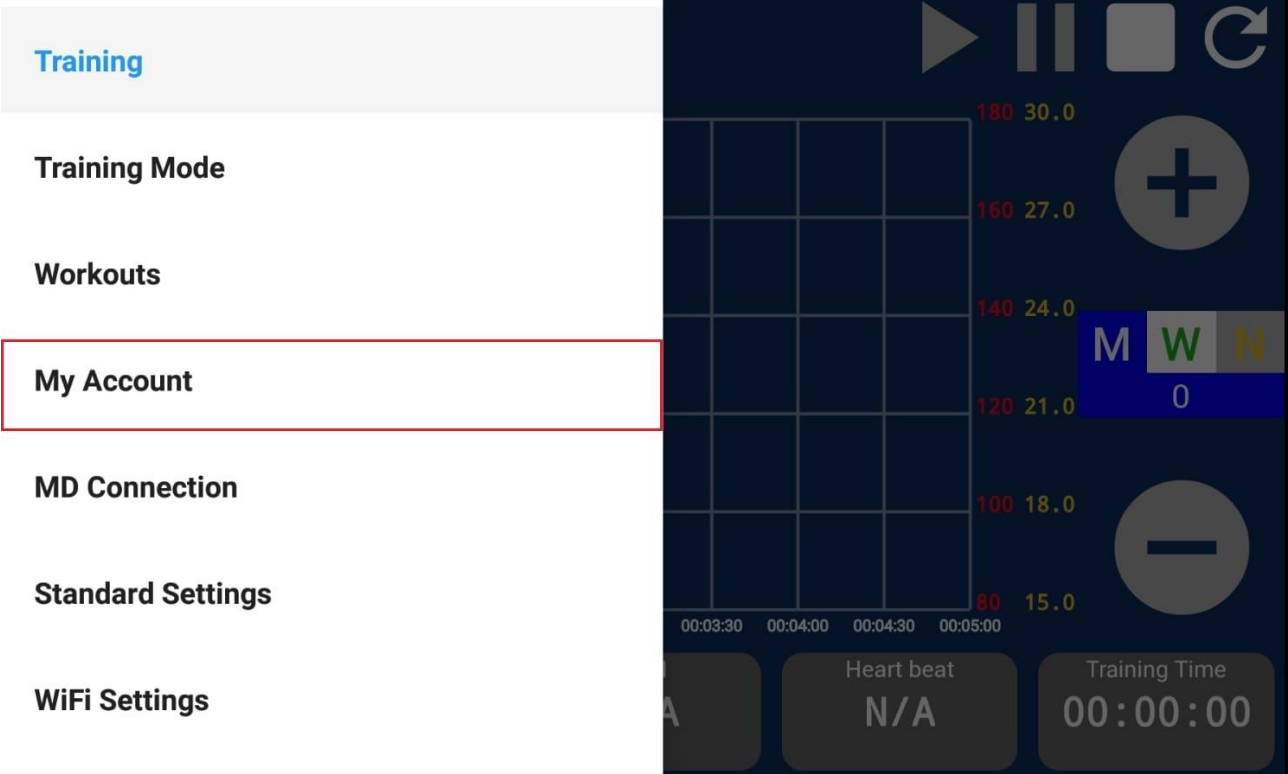 Training
Training Mode
Workouts
My Account
MD Connection
Standard Settings
WiFi Settings
180 30.0
160 27.0
140 24.0
120 21.0
100 18.0
80 15.0
00:03:30 00:04:00 00:04:30 00:05:00
M W N
0
Heart beat
N/A
Training Time
00:00:00